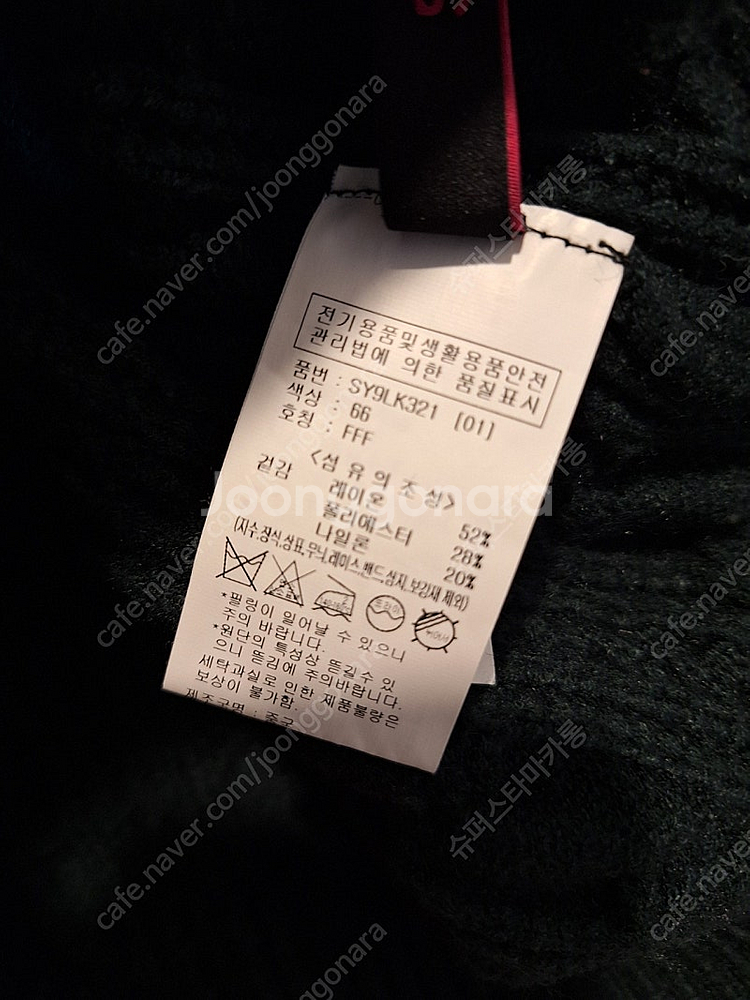 전기용품및생활용품안전
관리법에 의한 품질표시
품번 : SY9LK321 [01]
색상 : 66
호칭 : FFF
<섬유의조성>
겉감 레이온 52%
폴리에스터 28%
나일론 20%
(자수,장식,상표,무늬,레이스,밴드,심지,보강재 제외)
*필링이 일어날 수 있으니
주의 바랍니다.
*원단의 특성상 뜯길수 있
으니 뜯김에 주의바랍니다.
세탁과실로 인한 제품불량은
보상이 불가함.
제조국명 : 중국
Joonggonara
cafe.naver.com/joonggonara
슈퍼스타마카롱